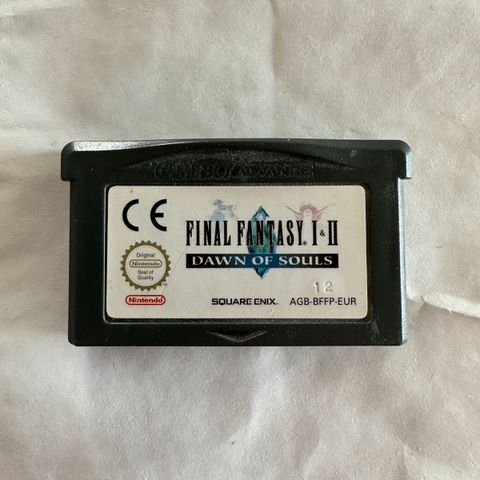 GAME BOY ADVANCE
CE
FINAL FANTASY I & II
DAWN OF SOULS
Original
Nintendo
Seal of
Quality
TM
Nintendo
12
SQUARE ENIX.
AGB-BFFP-EUR